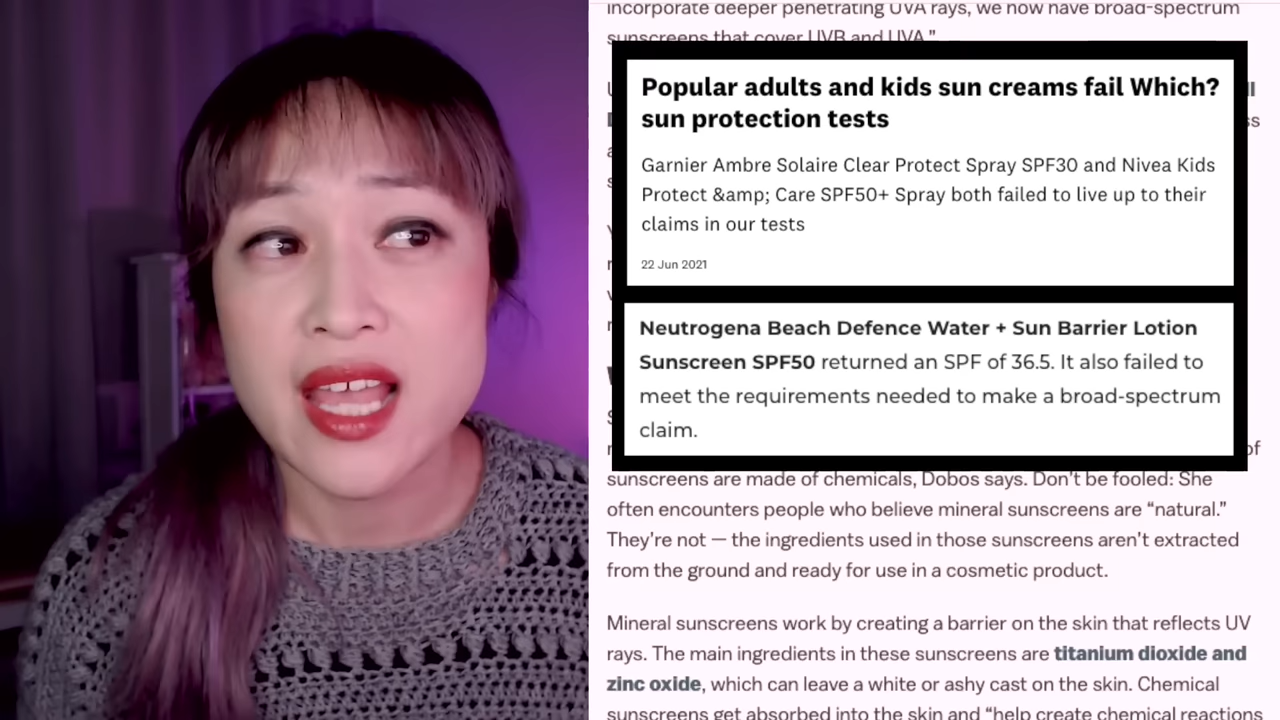 incorporate deeper penetrating UVA rays, we now have broad-spectrum
sunscreens that cover UVB and UVA.”
Popular adults and kids sun creams fail Which?
sun protection tests
Garnier Ambre Solaire Clear Protect Spray SPF30 and Nivea Kids
Protect &amp; Care SPF50+ Spray both failed to live up to their
claims in our tests
22 Jun 2021
Neutrogena Beach Defence Water + Sun Barrier Lotion
Sunscreen SPF50 returned an SPF of 36.5. It also failed to
meet the requirements needed to make a broad-spectrum
claim.
of
sunscreens are made of chemicals, Dobos says. Don’t be fooled: She
often encounters people who believe mineral sunscreens are “natural.”
They’re not — the ingredients used in those sunscreens aren’t extracted
from the ground and ready for use in a cosmetic product.
Mineral sunscreens work by creating a barrier on the skin that reflects UV
rays. The main ingredients in these sunscreens are titanium dioxide and
zinc oxide, which can leave a white or ashy cast on the skin. Chemical
sunscreens get absorbed into the skin and “help create chemical reactions